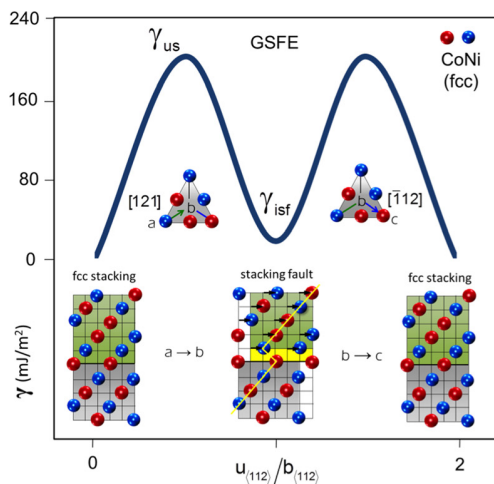 γus
GSFE
CoNi
(fcc)
240
160
80
0
[121]
a
b
γisf
[1̄12]
b
c
fcc stacking
stacking fault
fcc stacking
a → b
b → c
γ (mJ/m²)
0
1
2
u⟨112⟩/b⟨112⟩